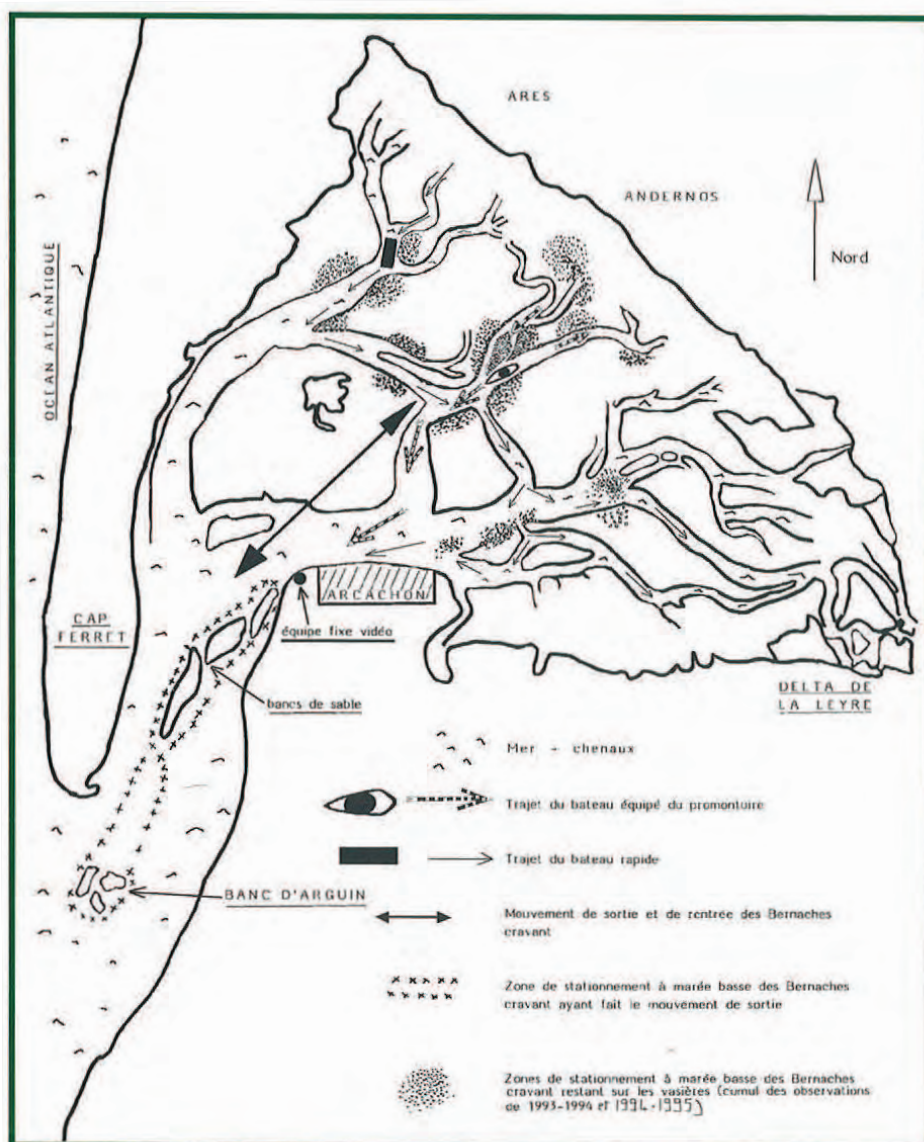 ARES
ANDERNOS
Nord
OCEAN ATLANTIQUE
ARCACHON
équipe fixe vidéo
CAP
FERRET
bancs de sable
DELTA DE
LA LEYRE
Mer - chenaux
Trajet du bateau équipé du promontoire
Trajet du bateau rapide
BANC D'ARGUIN
Mouvement de sortie et de rentrée des Bernaches
cravant
Zone de stationnement à marée basse des Bernaches
cravant ayant fait le mouvement de sortie
Zones de stationnement à marée basse des Bernaches
cravant restant sur les vasières (cumul des observations
de 1993-1994 et 1994-1995)